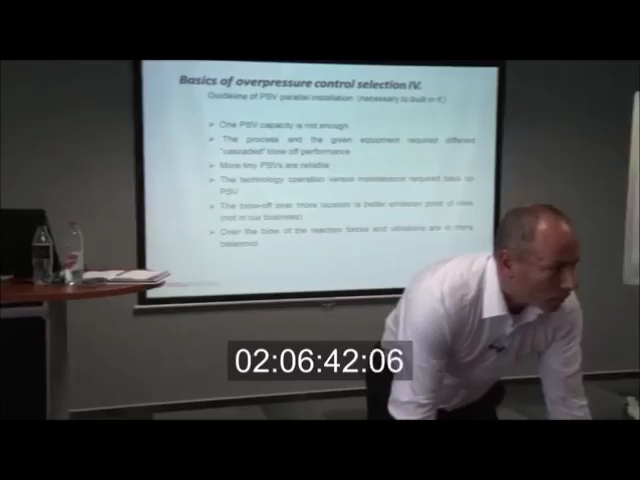 Basics of overpressure control selection IV.
Guideline of PSV parallel installation: (necessary to built in if;)
➢ One PSV capacity is not enough
➢ The process and the given equipment required different
"cascaded" blow off performance
➢ More tiny PSVs are reliable
➢ The technology operation versus maintenance required back up
PSV
➢ The blow-off over more location is better emission point of view
(not in our business)
➢ Over the blow of the reaction forces and vibrations are in more
balanced
02:06:42:06